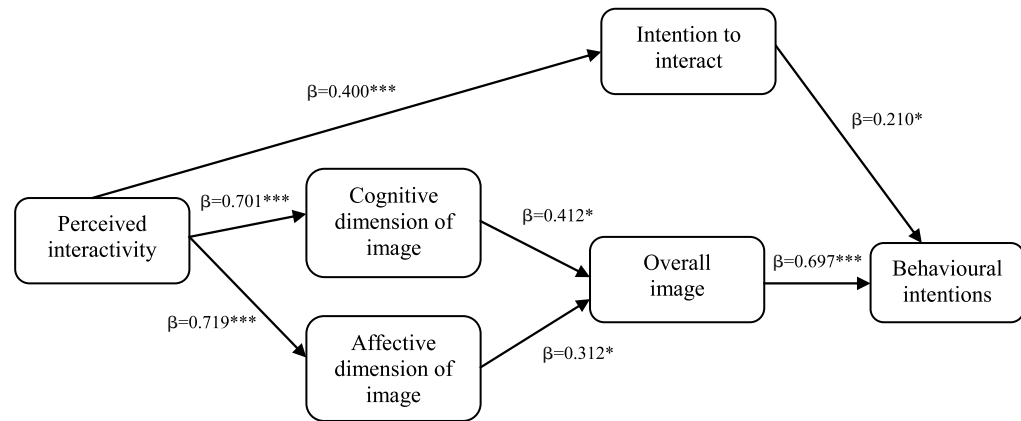 Intention to
interact
β=0.400***
β=0.210*
Perceived
interactivity
β=0.701***
Cognitive
dimension of
image
β=0.412*
Overall
image
β=0.697***
Behavioural
intentions
β=0.719***
Affective
dimension of
image
β=0.312*